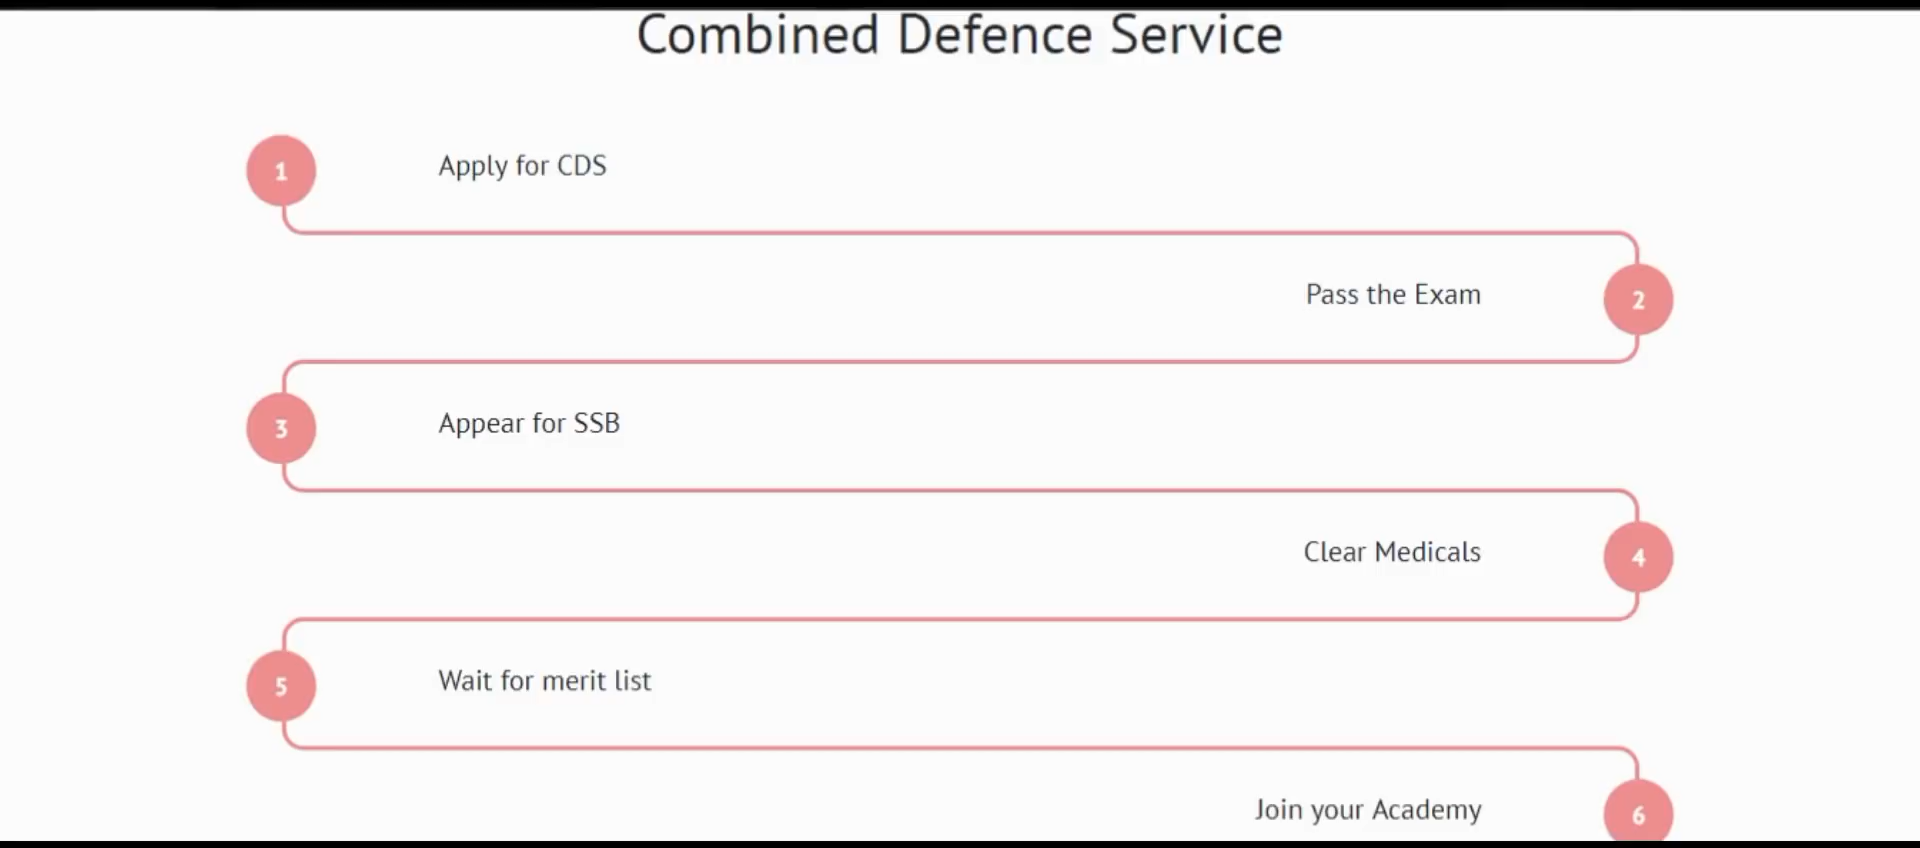 Combined Defence Service
1
Apply for CDS
Pass the Exam
2
3
Appear for SSB
Clear Medicals
4
5
Wait for merit list
Join your Academy
6